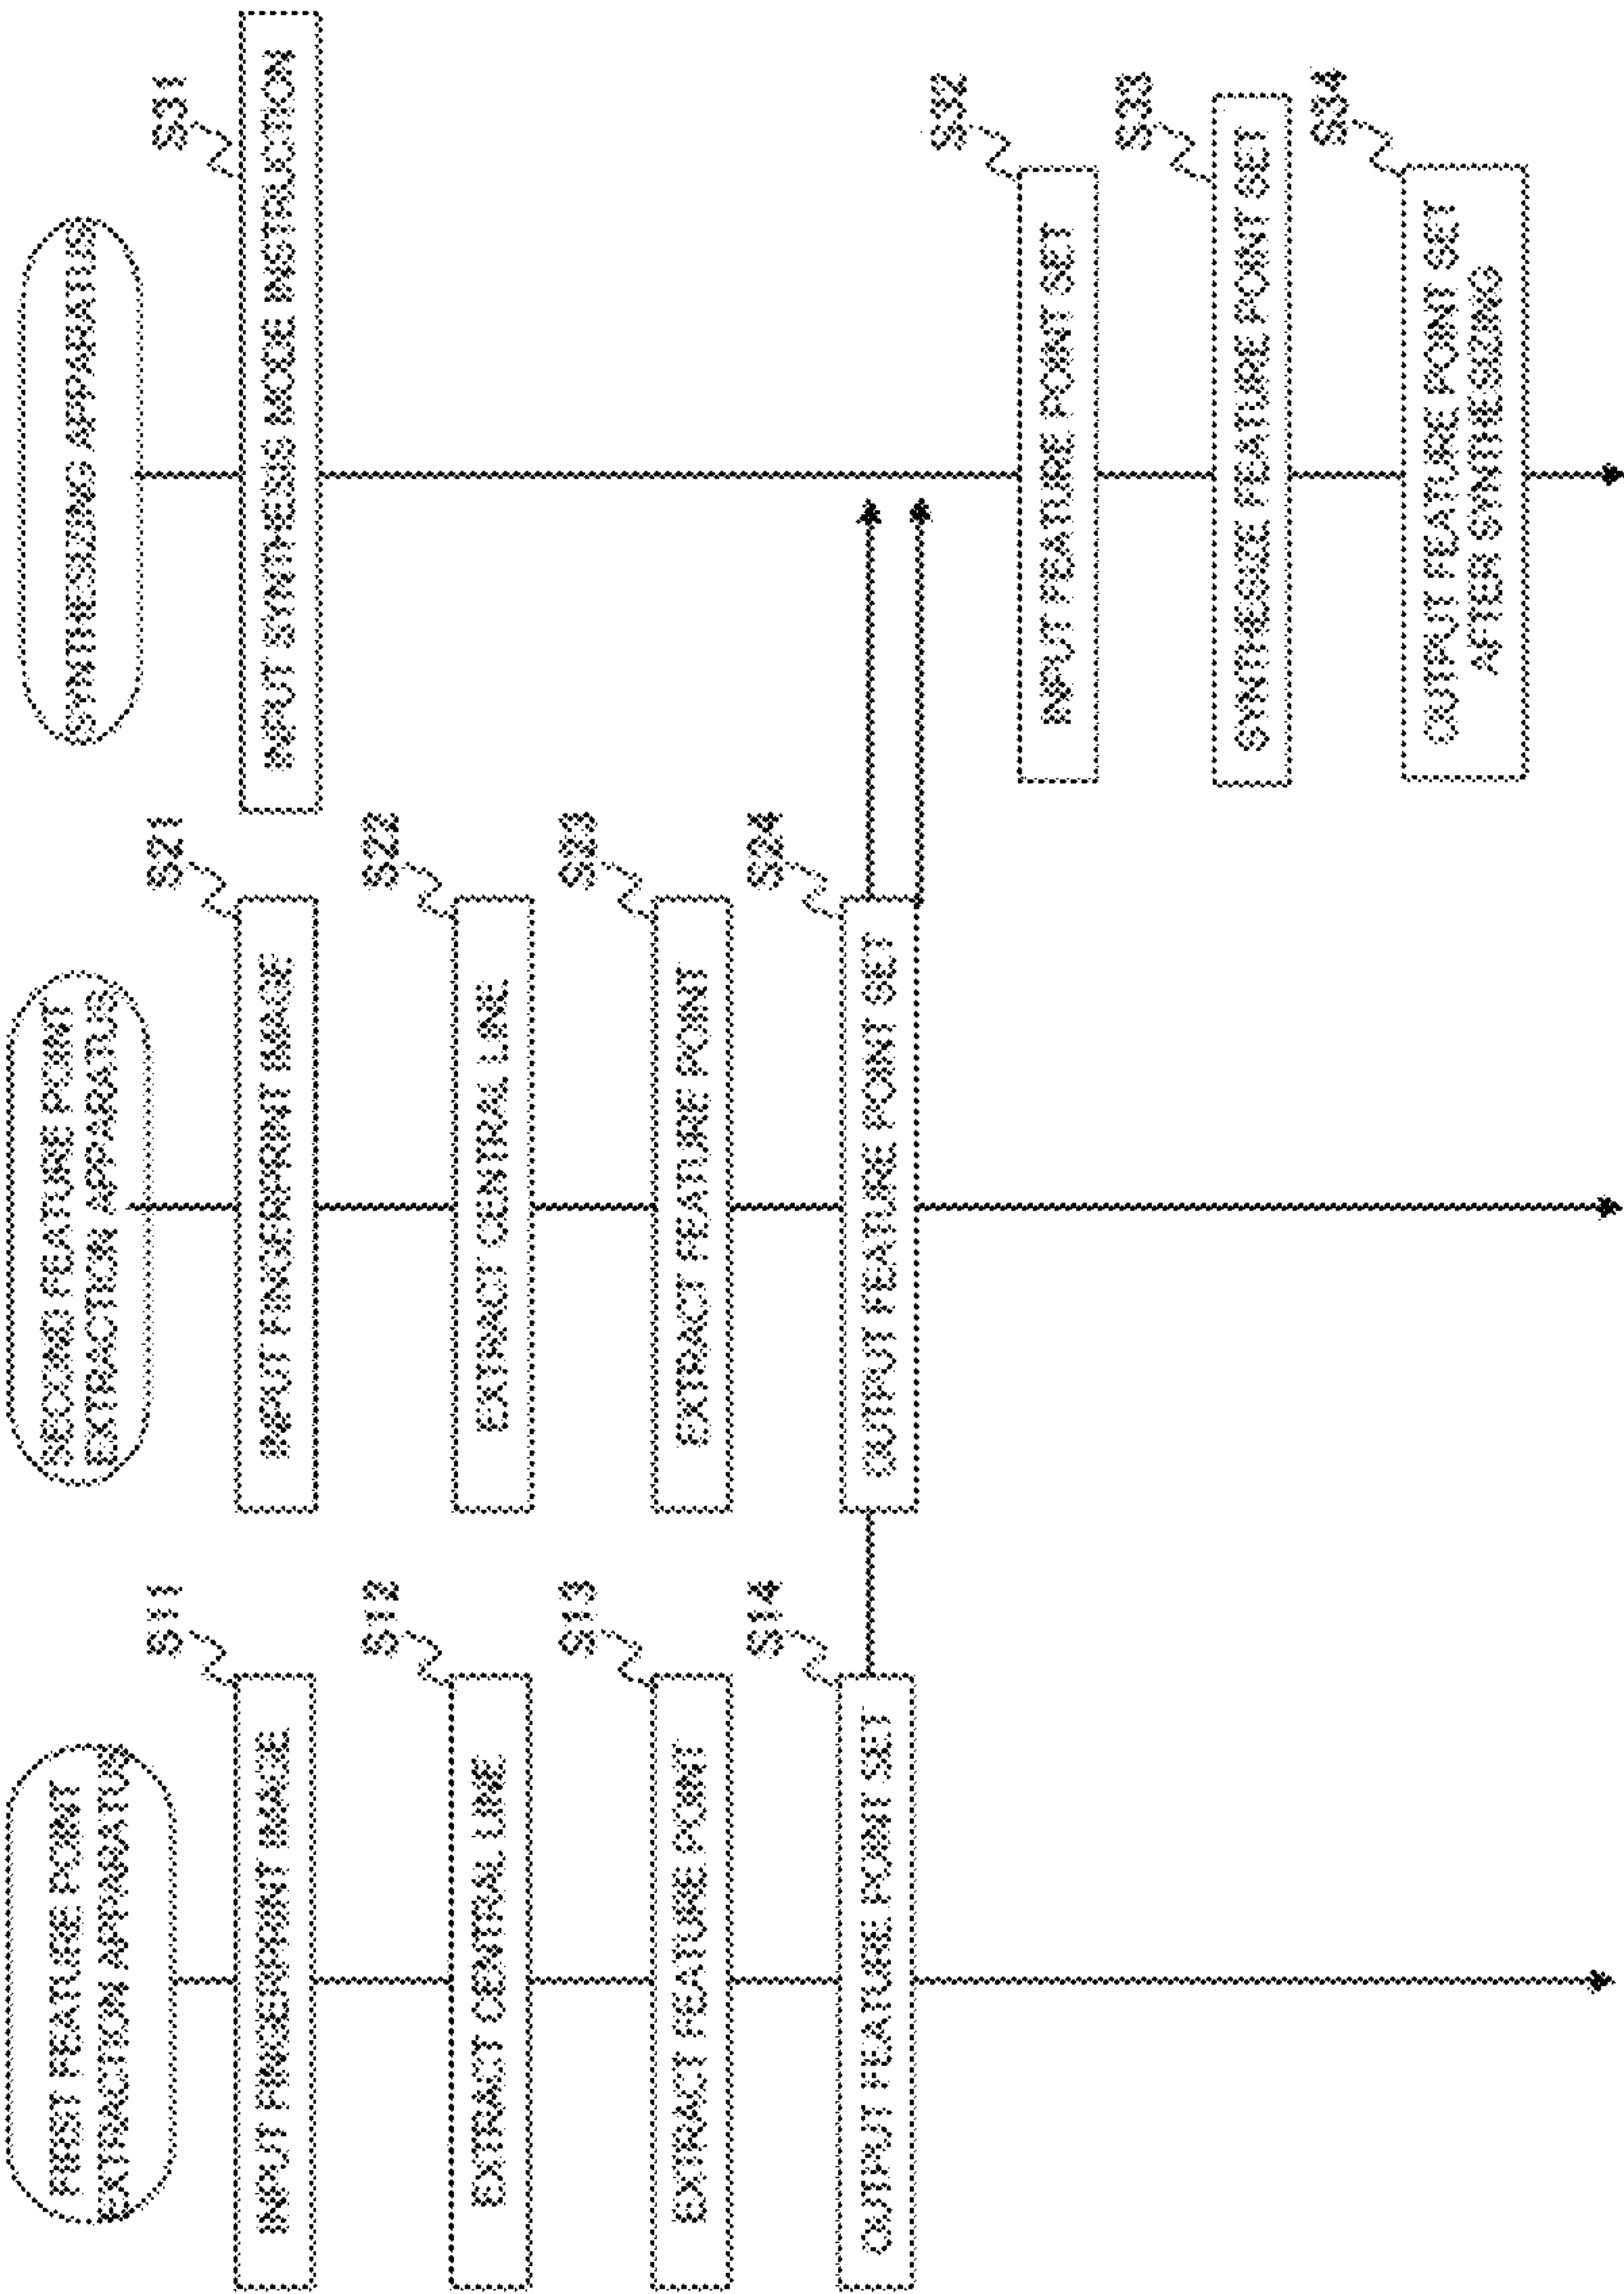 FIRST FEATURE POINT
EXTRACTION APPARATUS
S11
INPUT FINGERPRINT IMAGE
S12
EXTRACT CENTRAL LINE
S13
EXTRACT FEATURE POINT
S14
OUTPUT FEATURE POINT SET
SECOND FEATURE POINT
EXTRACTION APPARATUS
S21
INPUT FINGERPRINT IMAGE
S22
EXTRACT CENTRAL LINE
S23
EXTRACT FEATURE POINT
S24
OUTPUT FEATURE POINT SET
SYNTHESIZING APPARATUS
S31
INPUT SYNTHESIS MODE INSTRUCTION
S32
INPUT FEATURE POINT SET
S33
SYNTHESIZE FEATURE POINT SET
S34
OUTPUT FEATURE POINT SET
AFTER SYNTHESIZING